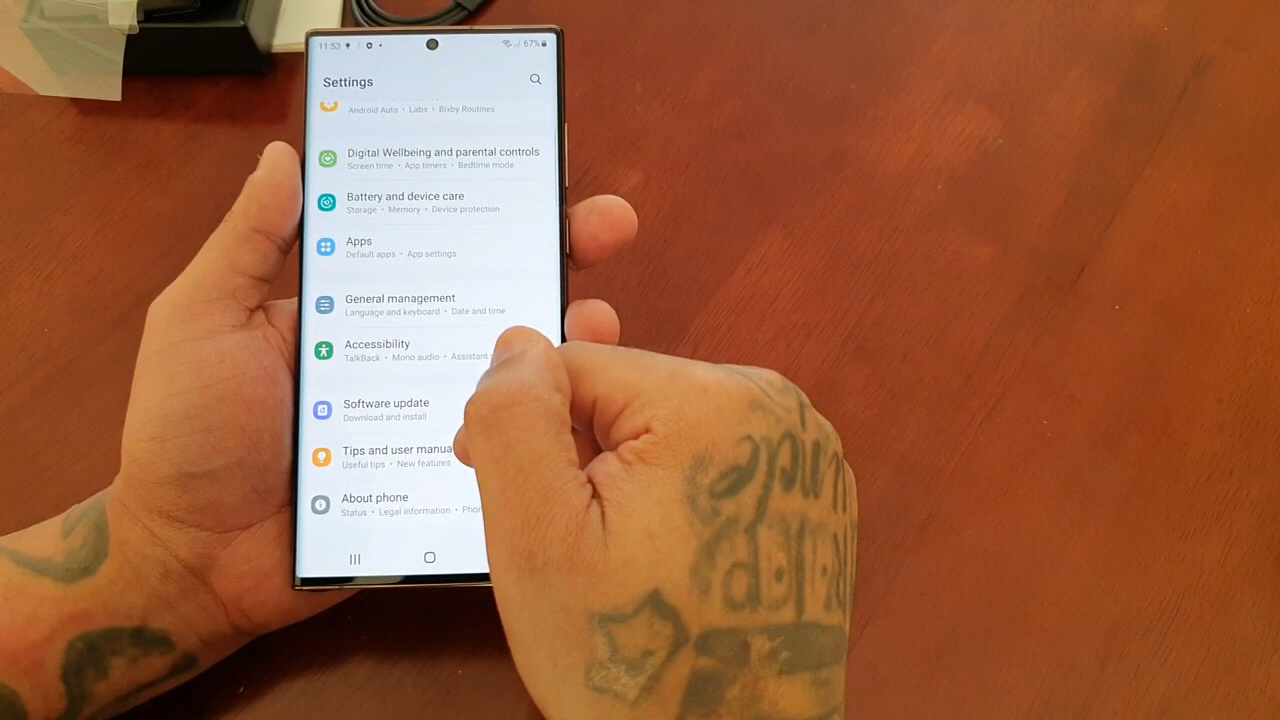 11:53
67%
Settings
Android Auto • Labs • Bixby Routines
Digital Wellbeing and parental controls
Screen time • App timers • Bedtime mode
Battery and device care
Storage • Memory • Device protection
Apps
Default apps • App settings
General management
Language and keyboard • Date and time
Accessibility
TalkBack • Mono audio • Assistant
Software update
Download and install
Tips and user manua
Useful tips • New features
About phone
Status • Legal information • Phon